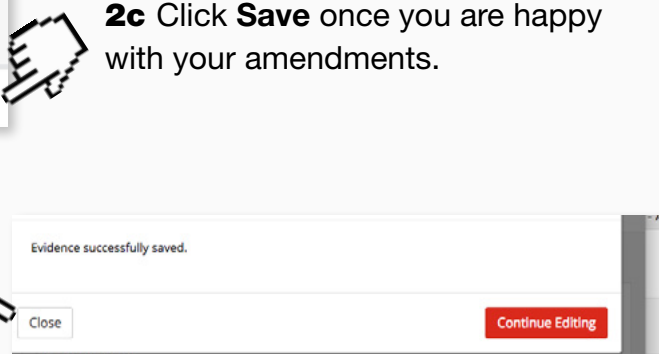 2c Click Save once you are happy
with your amendments.
Evidence successfully saved.
Close
Continue Editing